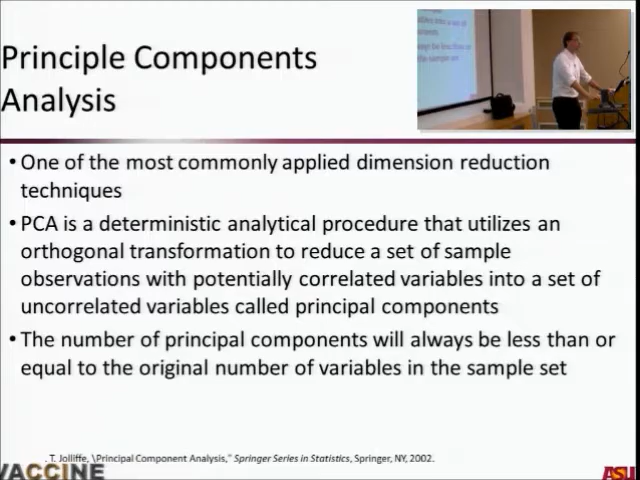 Principle Components
Analysis
• One of the most commonly applied dimension reduction
techniques
• PCA is a deterministic analytical procedure that utilizes an
orthogonal transformation to reduce a set of sample
observations with potentially correlated variables into a set of
uncorrelated variables called principal components
• The number of principal components will always be less than or
equal to the original number of variables in the sample set
. T. Jolliffe, \Principal Component Analysis," Springer Series in Statistics, Springer, NY, 2002.
VACCINE
ASU